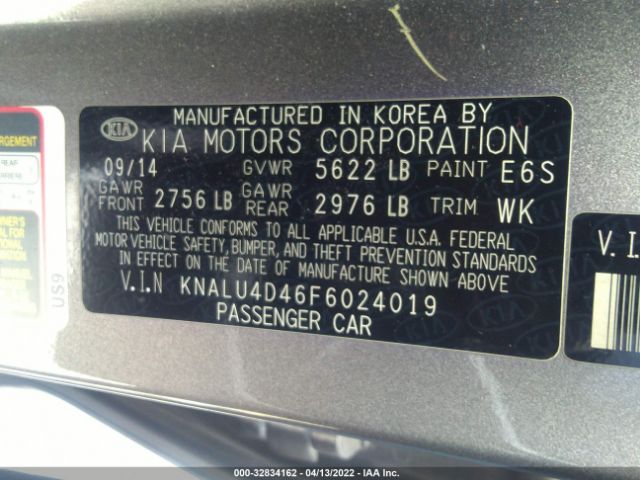 MANUFACTURED IN KOREA BY
KIA KIA MOTORS CORPORATION
09/14 GVWR 5622 LB PAINT E6S
GAWR FRONT 2756 LB GAWR REAR 2976 LB TRIM WK
THIS VEHICLE CONFORMS TO ALL APPLICABLE U.S.A. FEDERAL
MOTOR VEHICLE SAFETY, BUMPER, AND THEFT PREVENTION STANDARDS
IN EFFECT ON THE DATE OF MANUFACTURE SHOWN ABOVE
V.I.N KNALU4D46F6024019
PASSENGER CAR
US9
REAR
V. I
000-32834162 - 04/13/2022 - IAA Inc.